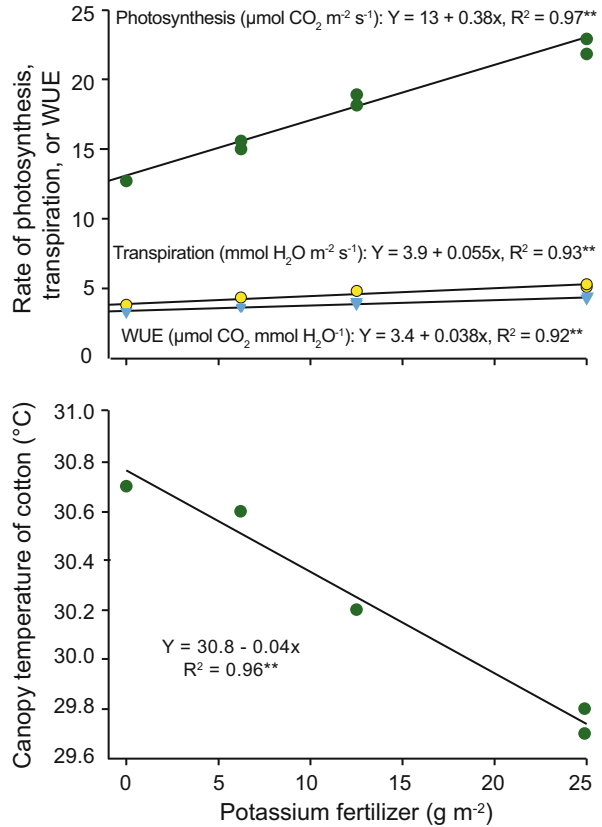 Photosynthesis (μmol CO₂ m⁻² s⁻¹): Y = 13 + 0.38x, R² = 0.97**
25
20
15
10
5
0
Rate of photosynthesis,
transpiration, or WUE
Transpiration (mmol H₂O m⁻² s⁻¹): Y = 3.9 + 0.055x, R² = 0.93**
WUE (μmol CO₂ mmol H₂O⁻¹): Y = 3.4 + 0.038x, R² = 0.92**
31.0
30.8
30.6
30.4
30.2
30.0
29.8
29.6
Canopy temperature of cotton (°C)
Y = 30.8 - 0.04x
R² = 0.96**
0 5 10 15 20 25
Potassium fertilizer (g m⁻²)